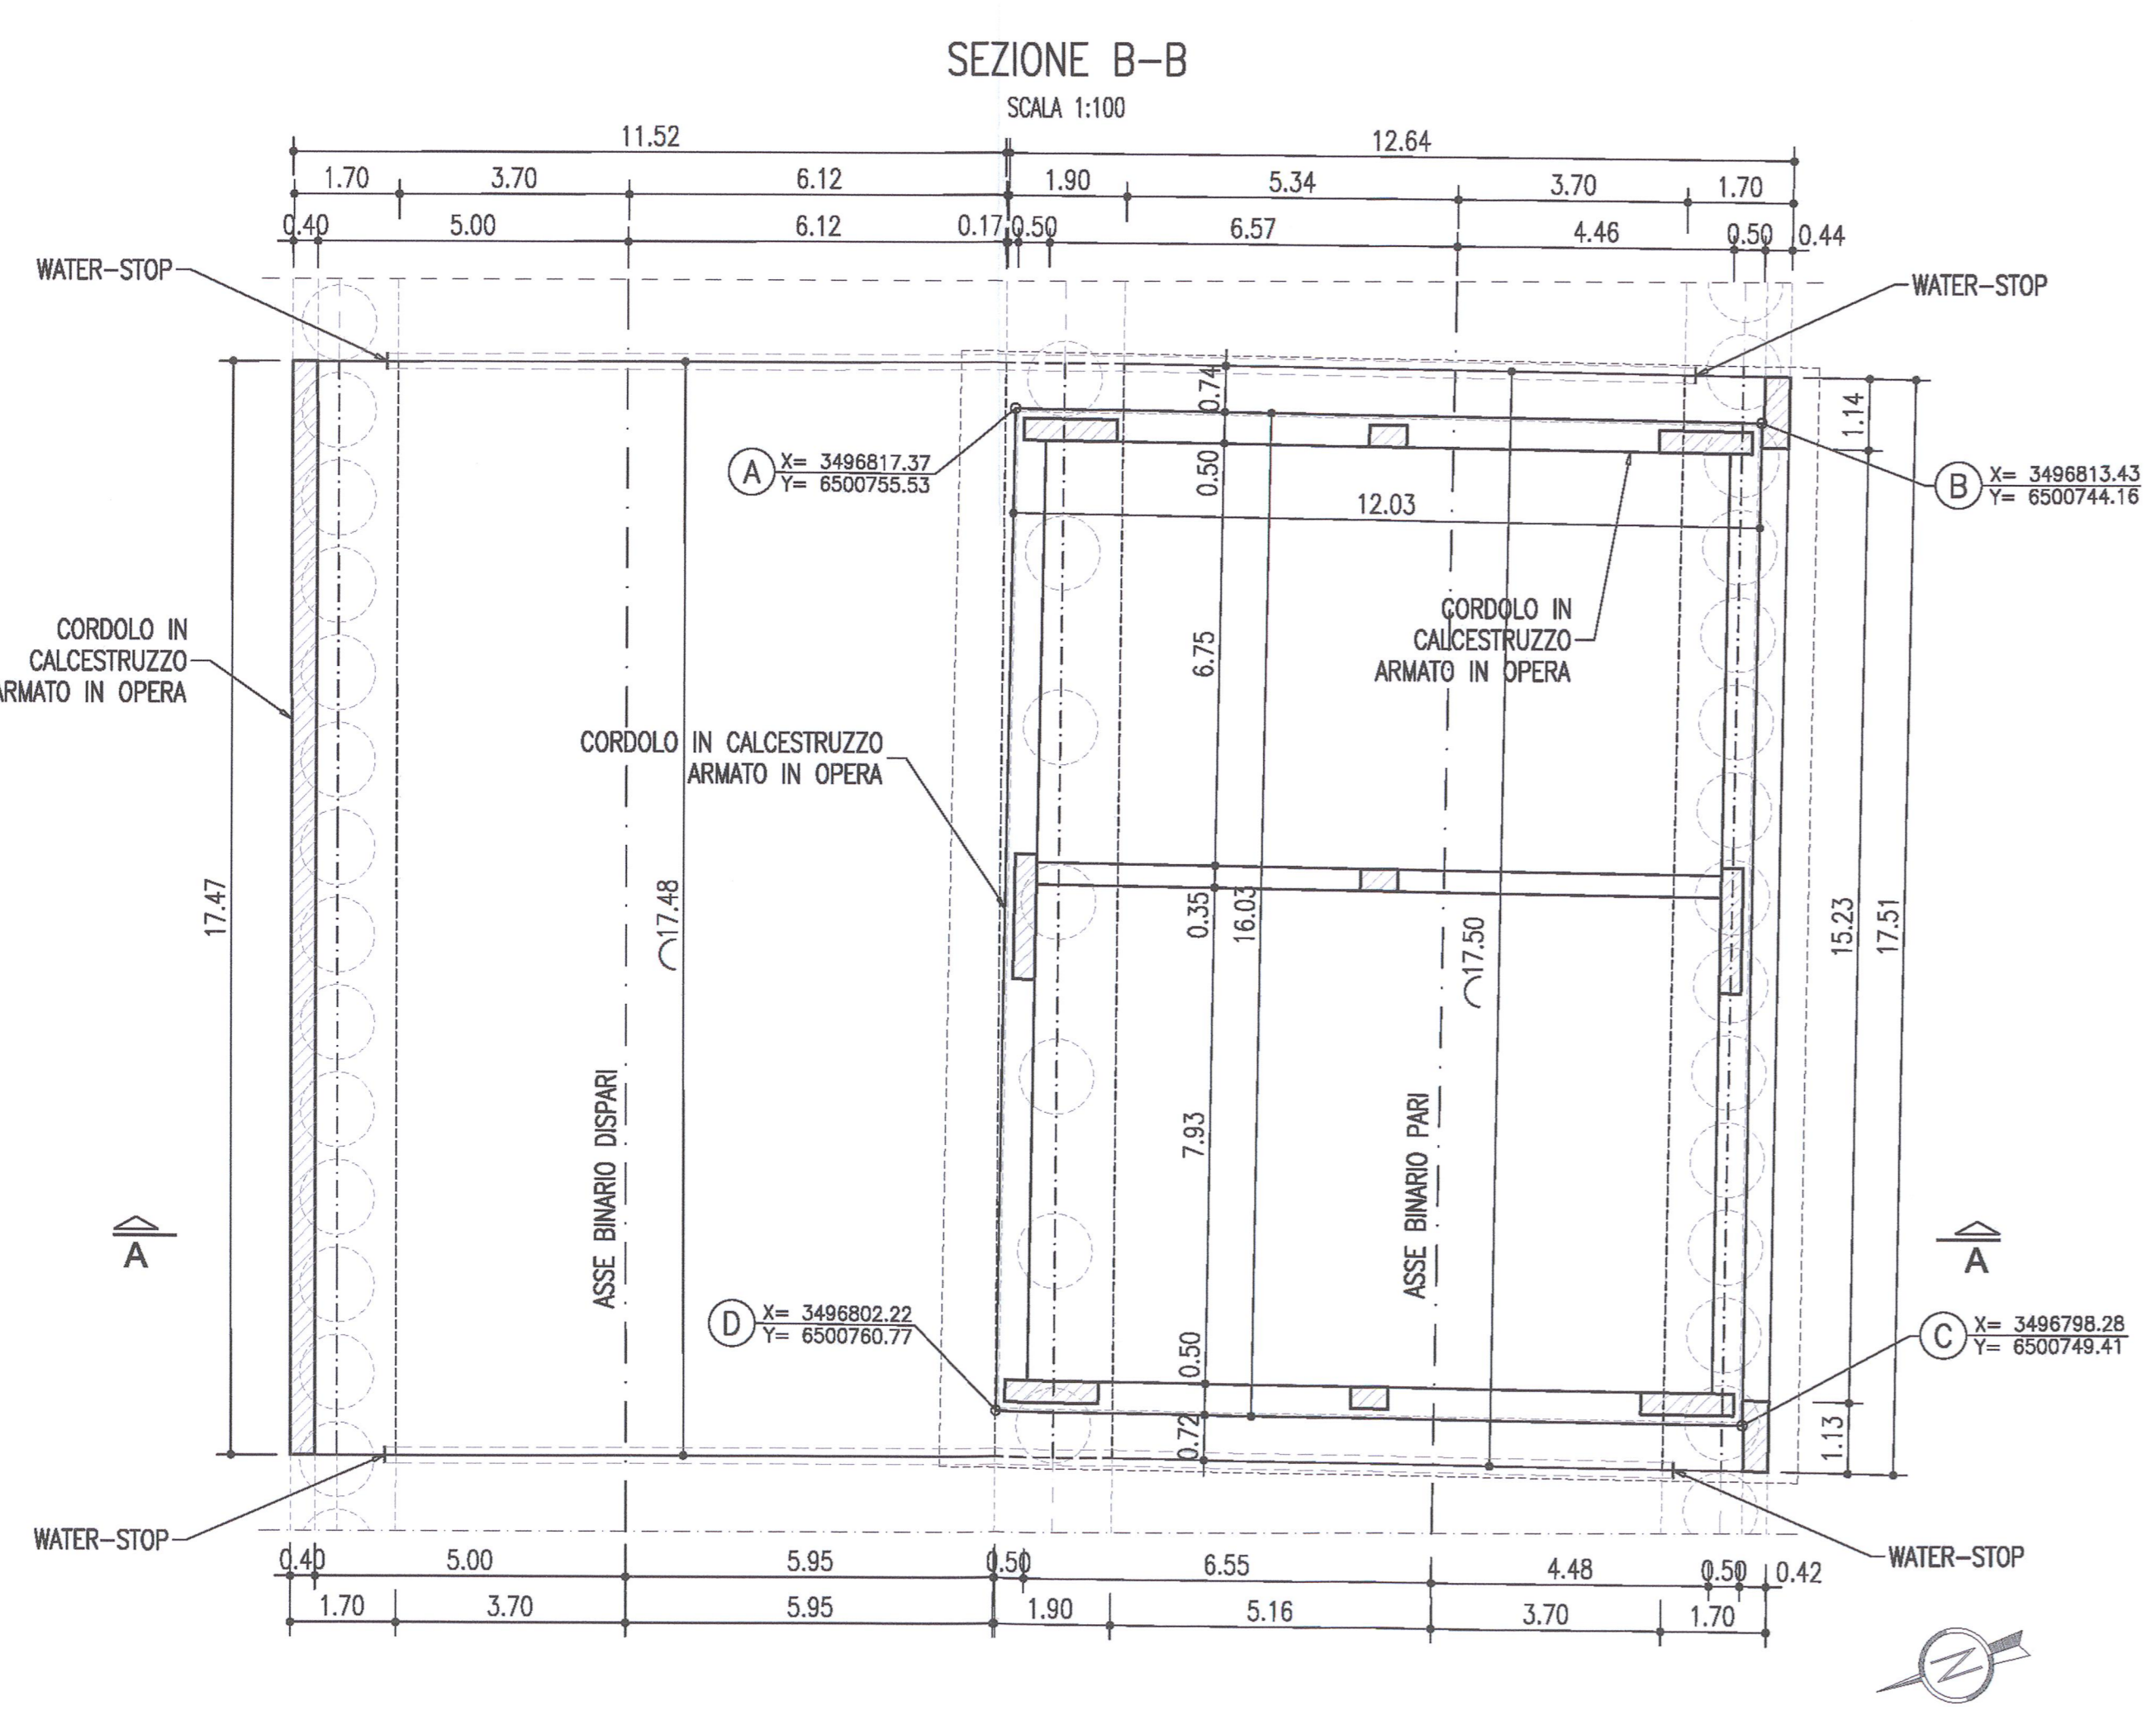 SEZIONE B-B
SCALA 1:100
11.52 12.64
1.70 3.70 6.12 1.90 5.34 3.70 1.70
0.40 5.00 6.12 0.17 0.50 6.57 4.46 0.50 0.44
WATER-STOP
WATER-STOP
0.74
1.14
A X= 3496817.37
Y= 6500755.53
0.50
B X= 3496813.43
Y= 6500744.16
12.03
CORDOLO IN
CALCESTRUZZO
ARMATO IN OPERA
CORDOLO IN
CALCESTRUZZO
ARMATO IN OPERA
6.75
CORDOLO IN CALCESTRUZZO
ARMATO IN OPERA
17.47
17.48
0.35
16.03
17.50
15.23
17.51
ASSE BINARIO DISPARI
7.93
ASSE BINARIO PARI
A
A
D X= 3496802.22
Y= 6500760.77
0.50
C X= 3496798.28
Y= 6500749.41
0.72
1.13
WATER-STOP
WATER-STOP
0.40 5.00 5.95 0.50 6.55 4.48 0.50 0.42
1.70 3.70 5.95 1.90 5.16 3.70 1.70
N